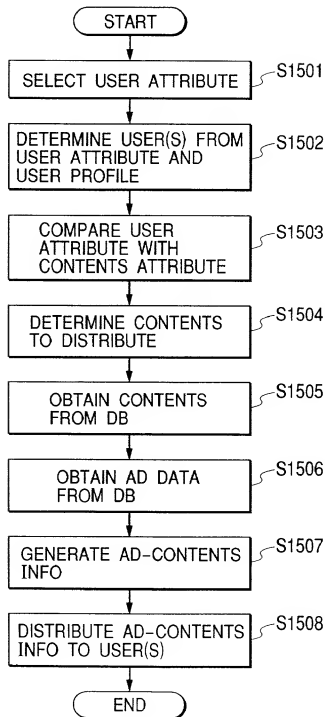 START
SELECT USER ATTRIBUTE
S1501
DETERMINE USER(S) FROM
USER ATTRIBUTE AND
USER PROFILE
S1502
COMPARE USER
ATTRIBUTE WITH
CONTENTS ATTRIBUTE
S1503
DETERMINE CONTENTS
TO DISTRIBUTE
S1504
OBTAIN CONTENTS
FROM DB
S1505
OBTAIN AD DATA
FROM DB
S1506
GENERATE AD-CONTENTS
INFO
S1507
DISTRIBUTE AD-CONTENTS
INFO TO USER(S)
S1508
END